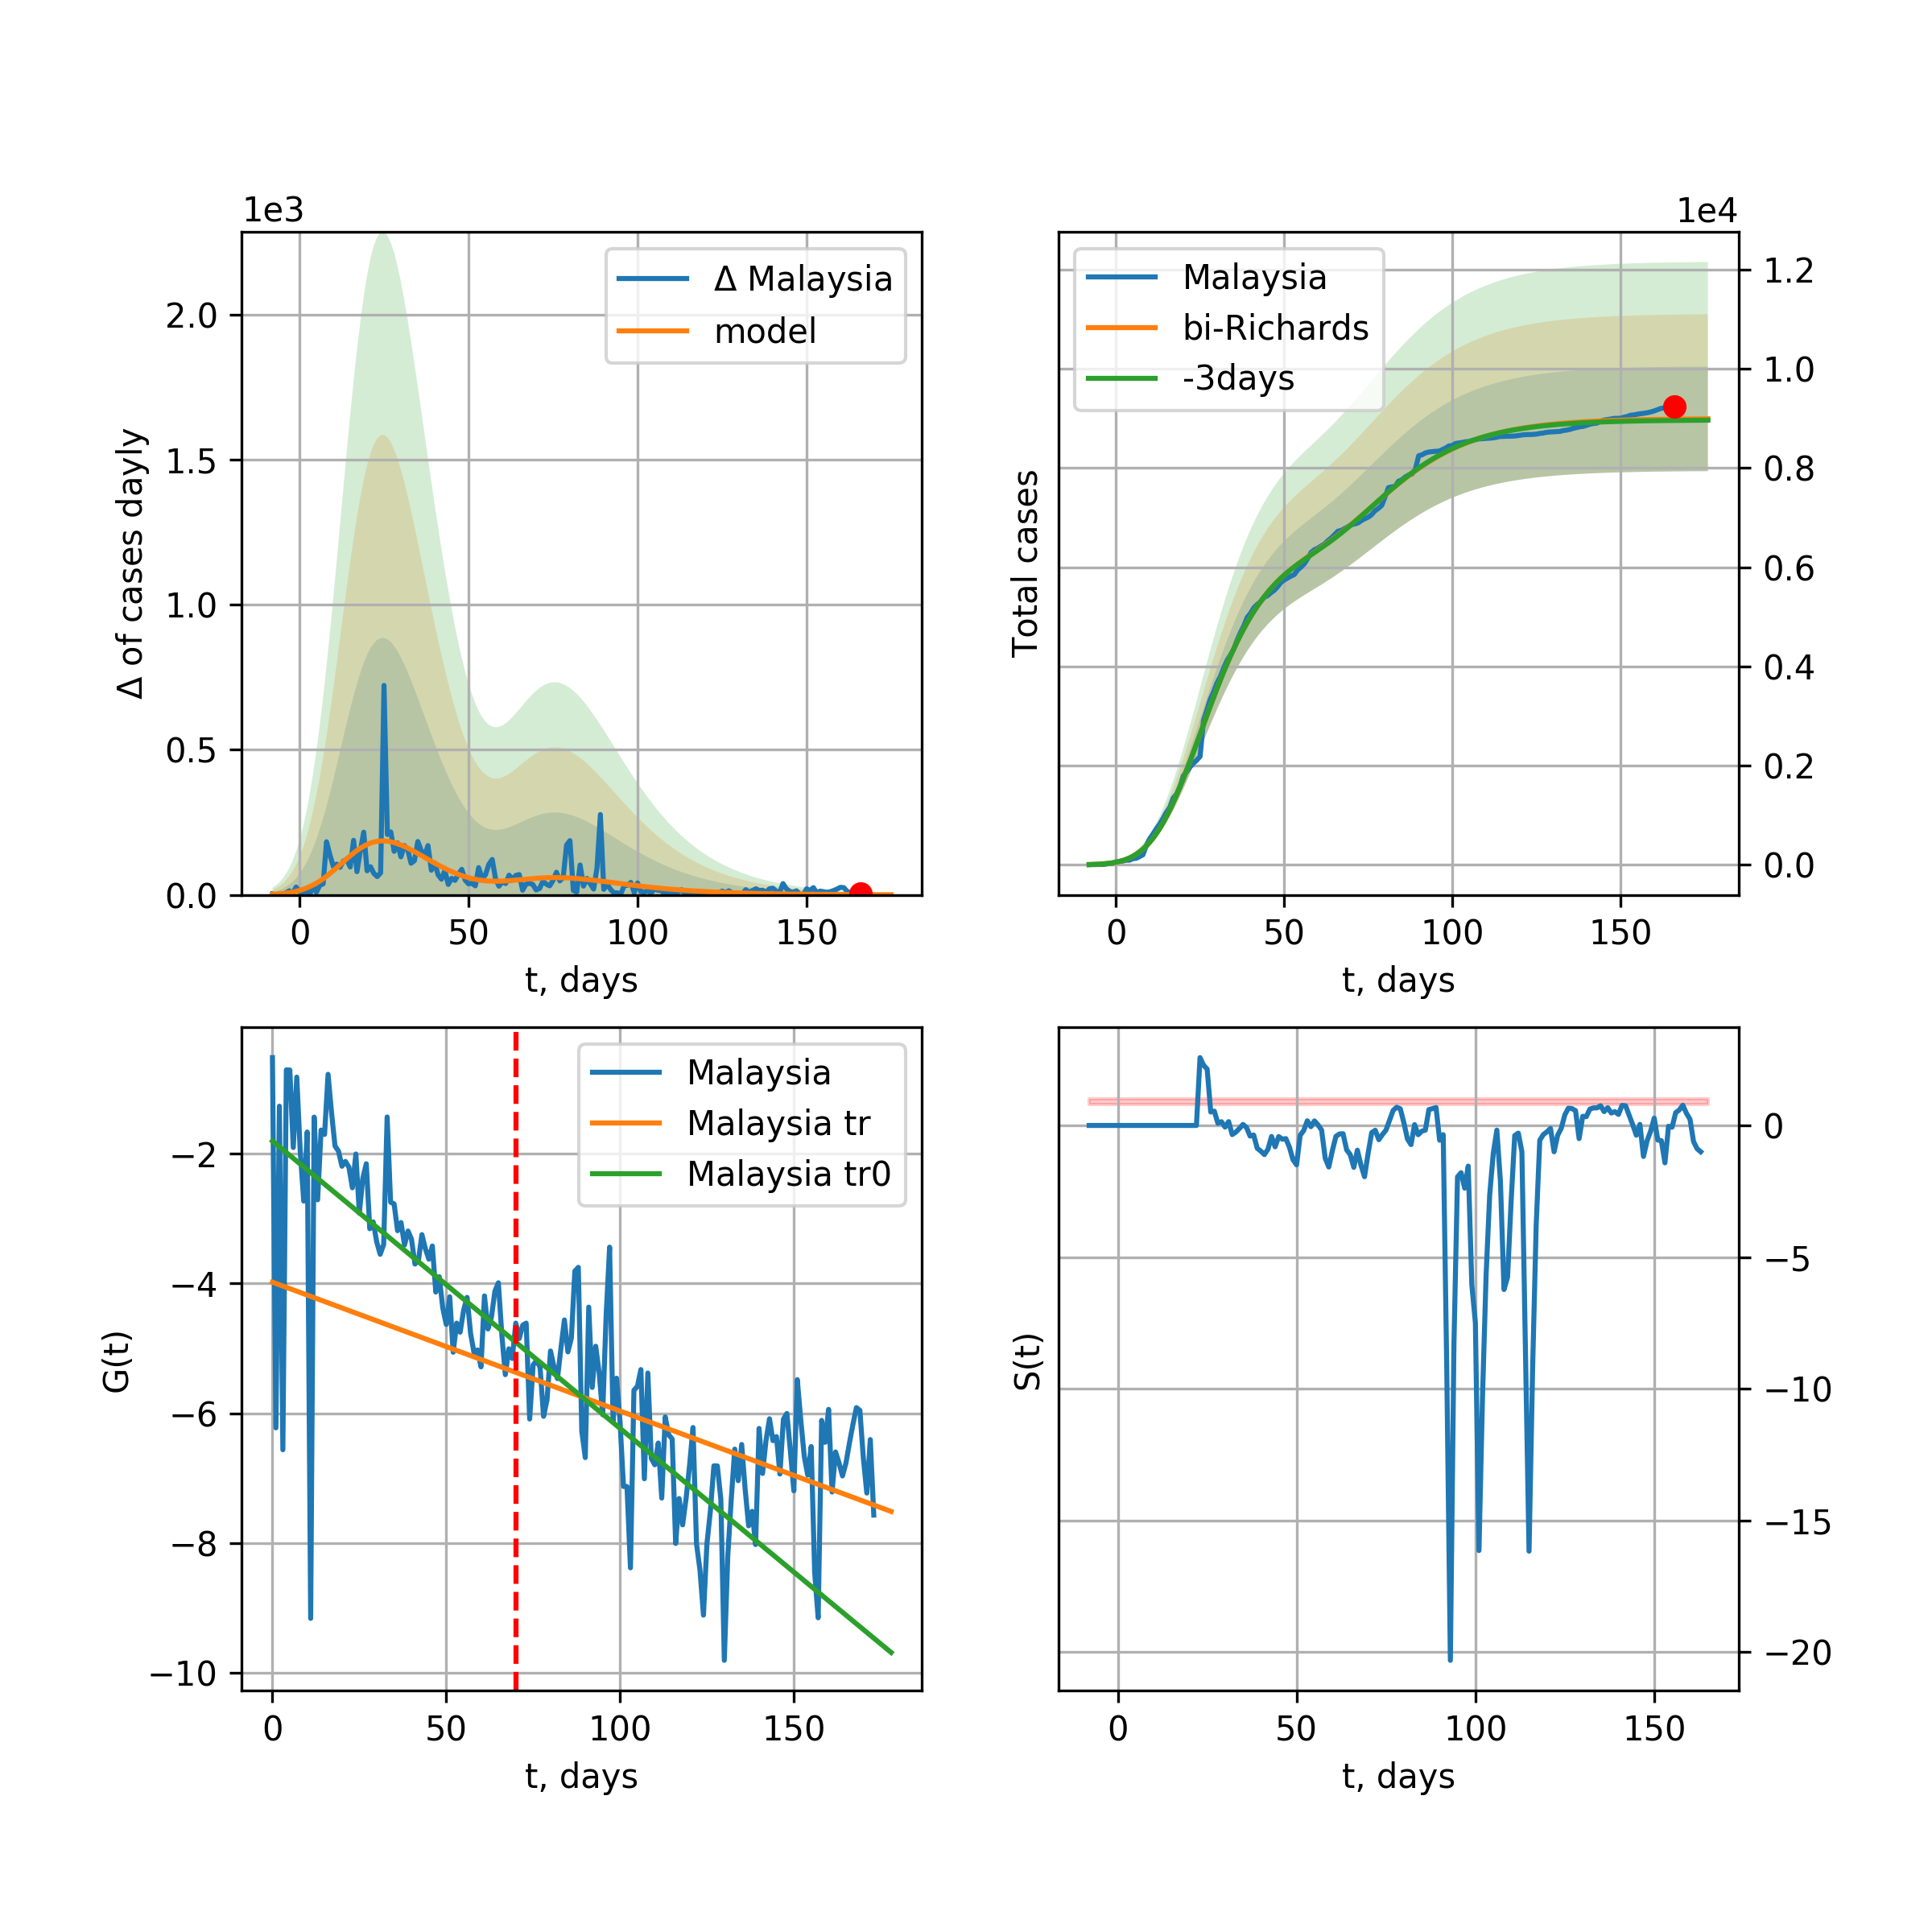 1e3
Δ of cases dayly
2.0
1.5
1.0
0.5
0.0
Δ Malaysia
model
0 50 100 150
t, days
1e4
Total cases
Malaysia
bi-Richards
-3days
1.2
1.0
0.8
0.6
0.4
0.2
0.0
0 50 100 150
t, days
G(t)
−2
−4
−6
−8
−10
Malaysia
Malaysia tr
Malaysia tr0
0 50 100 150
t, days
S(t)
0
−5
−10
−15
−20
0 50 100 150
t, days